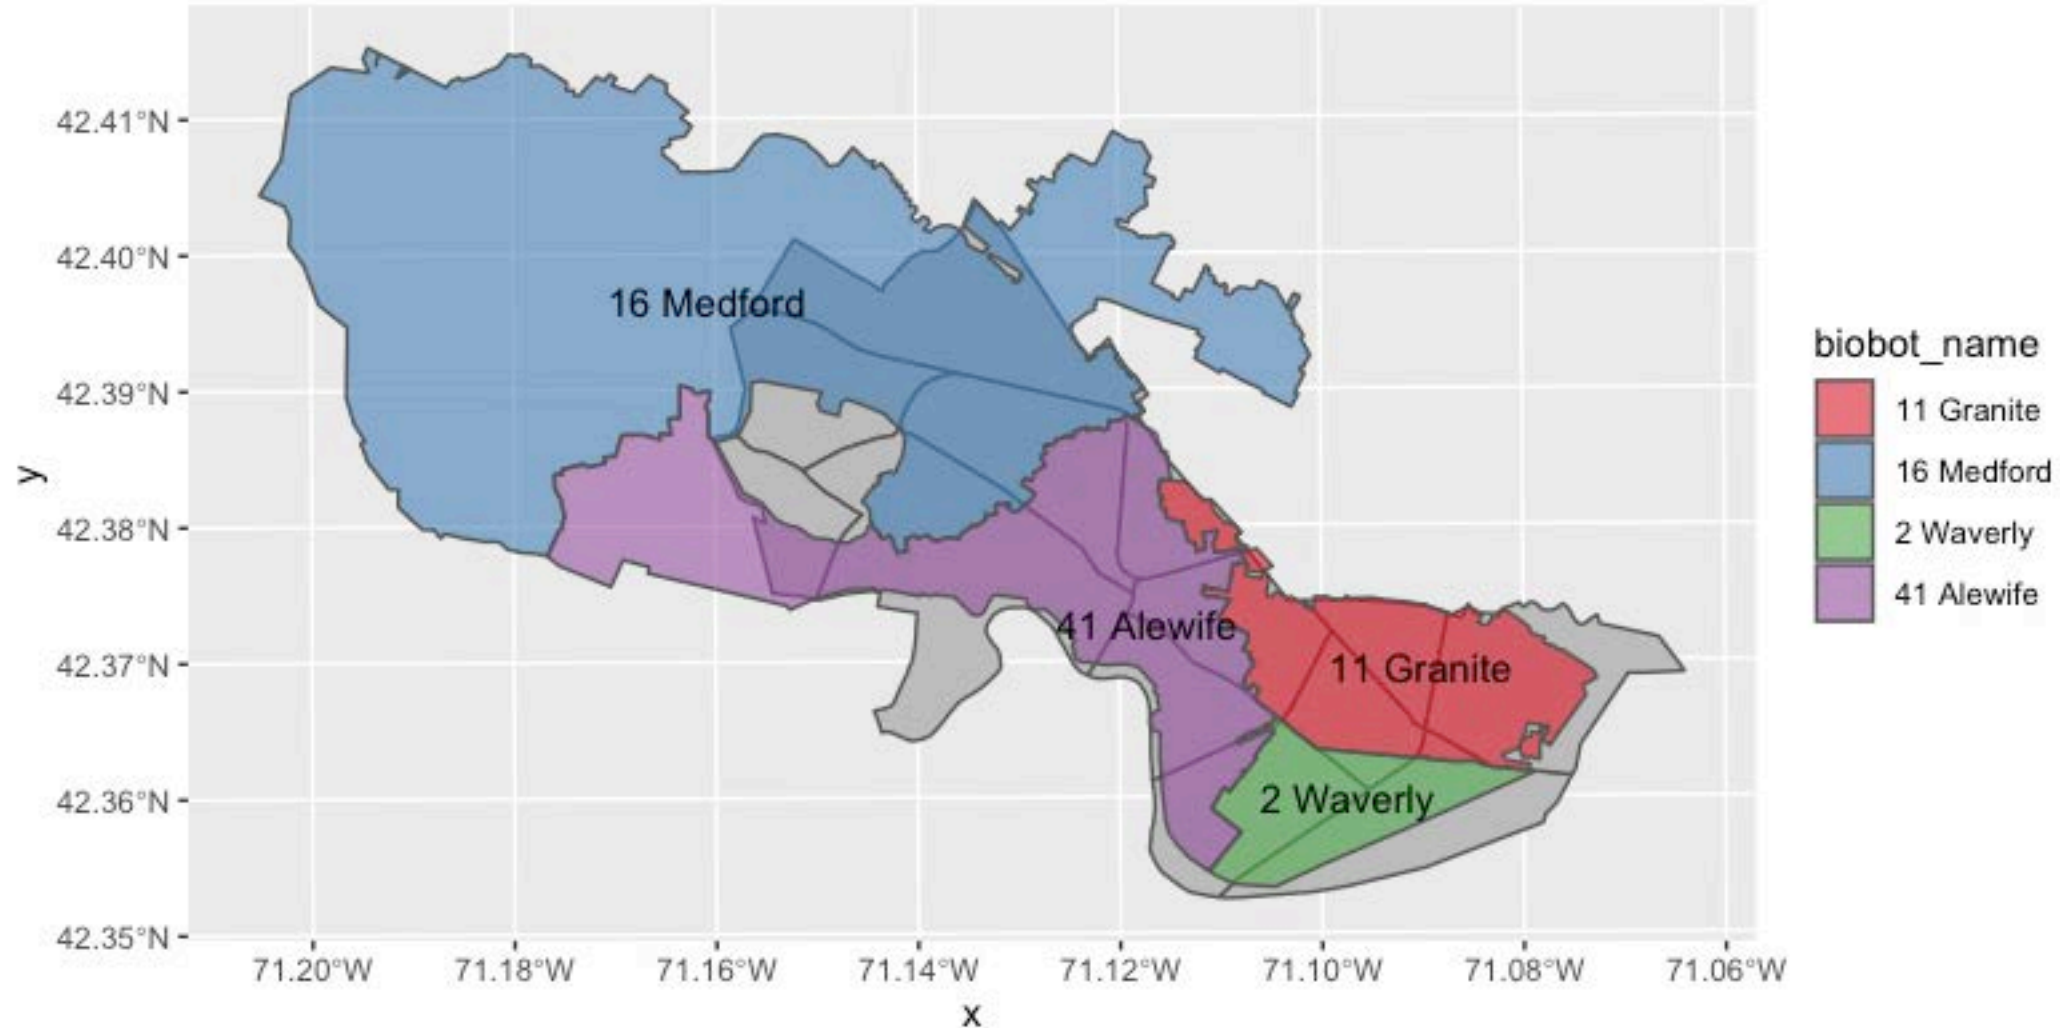 42.41°N
42.40°N
42.39°N
42.38°N
42.37°N
42.36°N
42.35°N
y
16 Medford
41 Alewife
11 Granite
2 Waverly
71.20°W 71.18°W 71.16°W 71.14°W 71.12°W 71.10°W 71.08°W 71.06°W
x
biobot_name
11 Granite
16 Medford
2 Waverly
41 Alewife